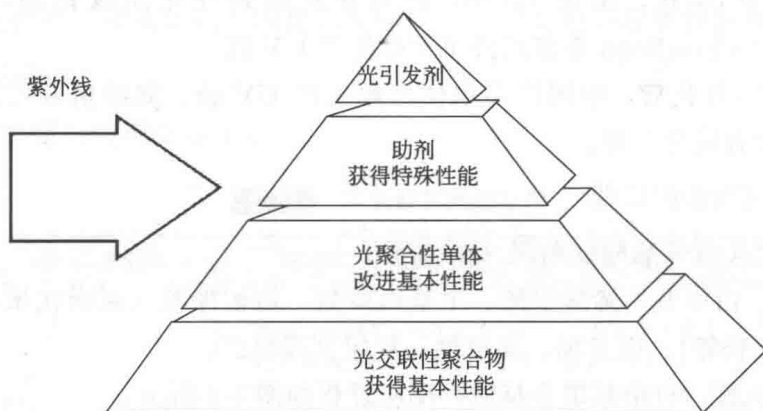 光引发剂
紫外线
助剂
获得特殊性能
光聚合性单体
改进基本性能
光交联性聚合物
获得基本性能